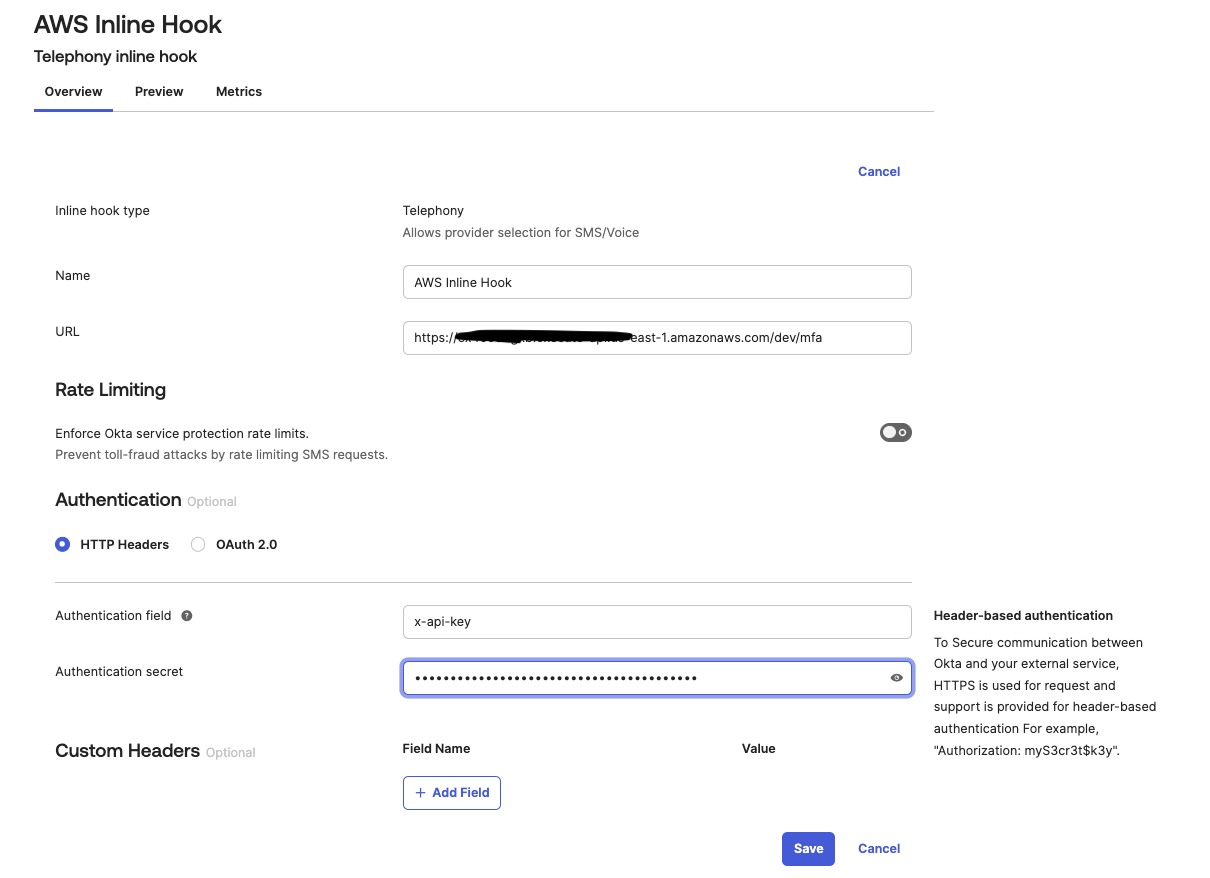 AWS Inline Hook
Telephony inline hook
Overview Preview Metrics
Cancel
Inline hook type
Telephony
Allows provider selection for SMS/Voice
Name
AWS Inline Hook
URL
https:// east-1.amazonaws.com/dev/mfa
Rate Limiting
Enforce Okta service protection rate limits.
Prevent toll-fraud attacks by rate limiting SMS requests.
Authentication Optional
HTTP Headers OAuth 2.0
Authentication field
x-api-key
Authentication secret
••••••••••••••••••••••••••••••••••••••••
Header-based authentication
To Secure communication between
Okta and your external service,
HTTPS is used for request and
support is provided for header-based
authentication For example,
"Authorization: myS3cr3t$k3y".
Custom Headers Optional
Field Name Value
+ Add Field
Save Cancel